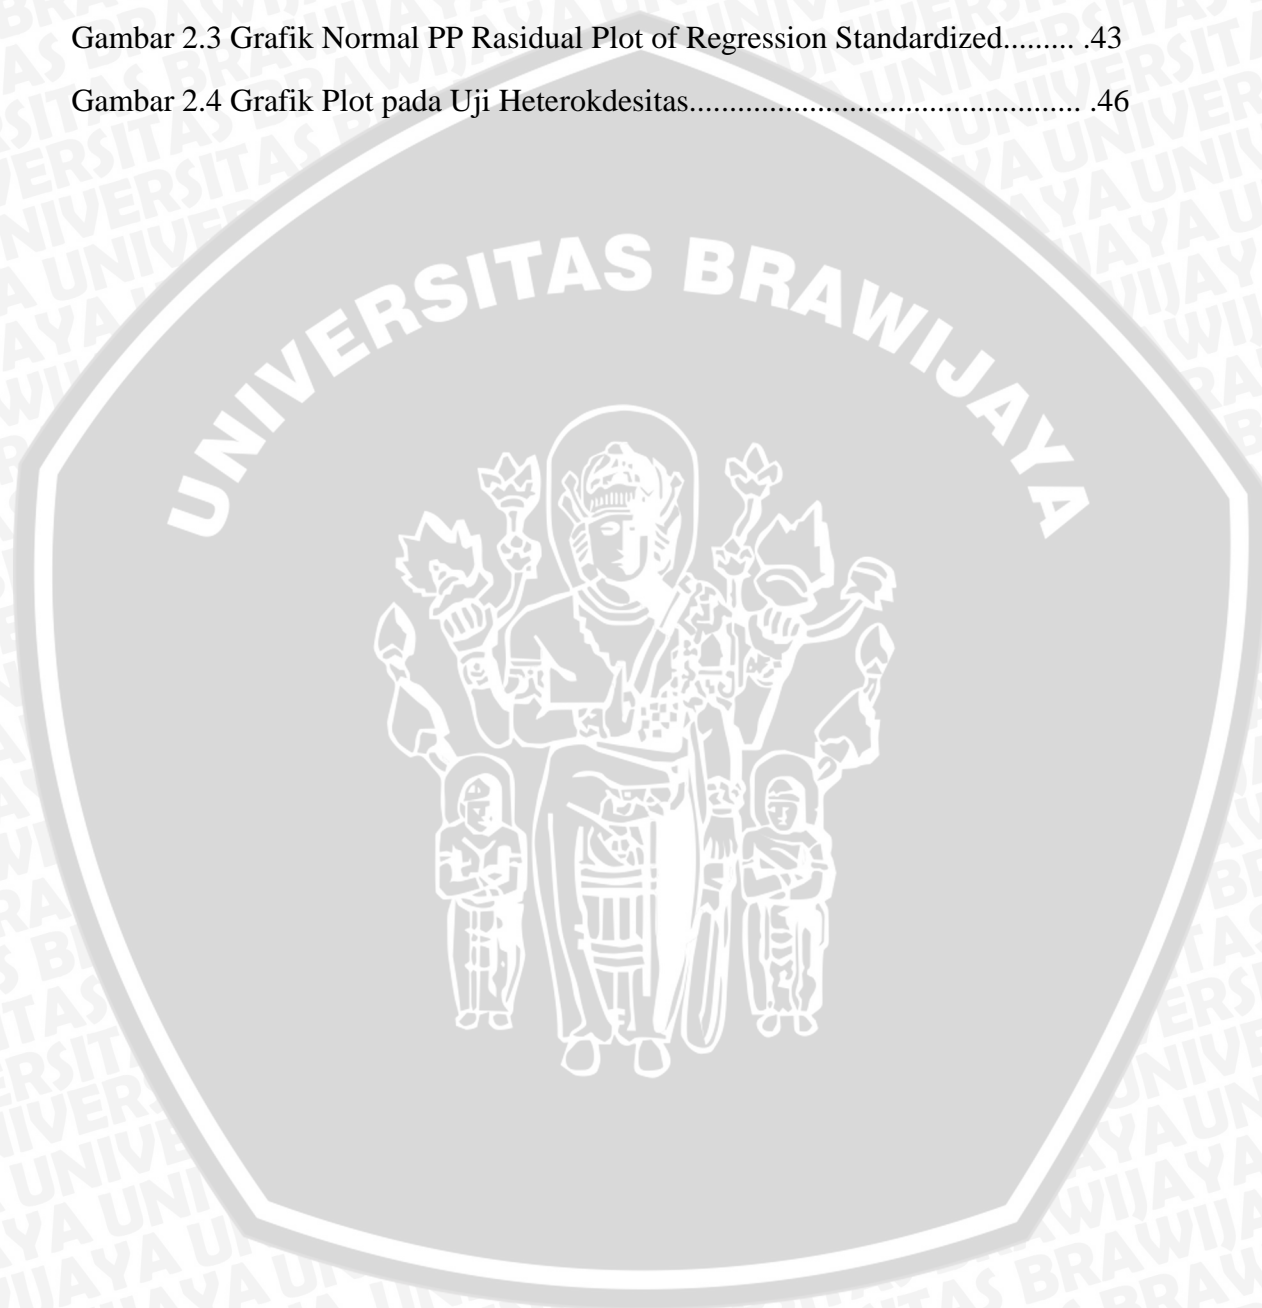 Gambar 2.3 Grafik Normal PP Rasidual Plot of Regression Standardized......... .43
Gambar 2.4 Grafik Plot pada Uji Heterokdesitas................................................ .46
UNIVERSITAS BRAWIJAYA